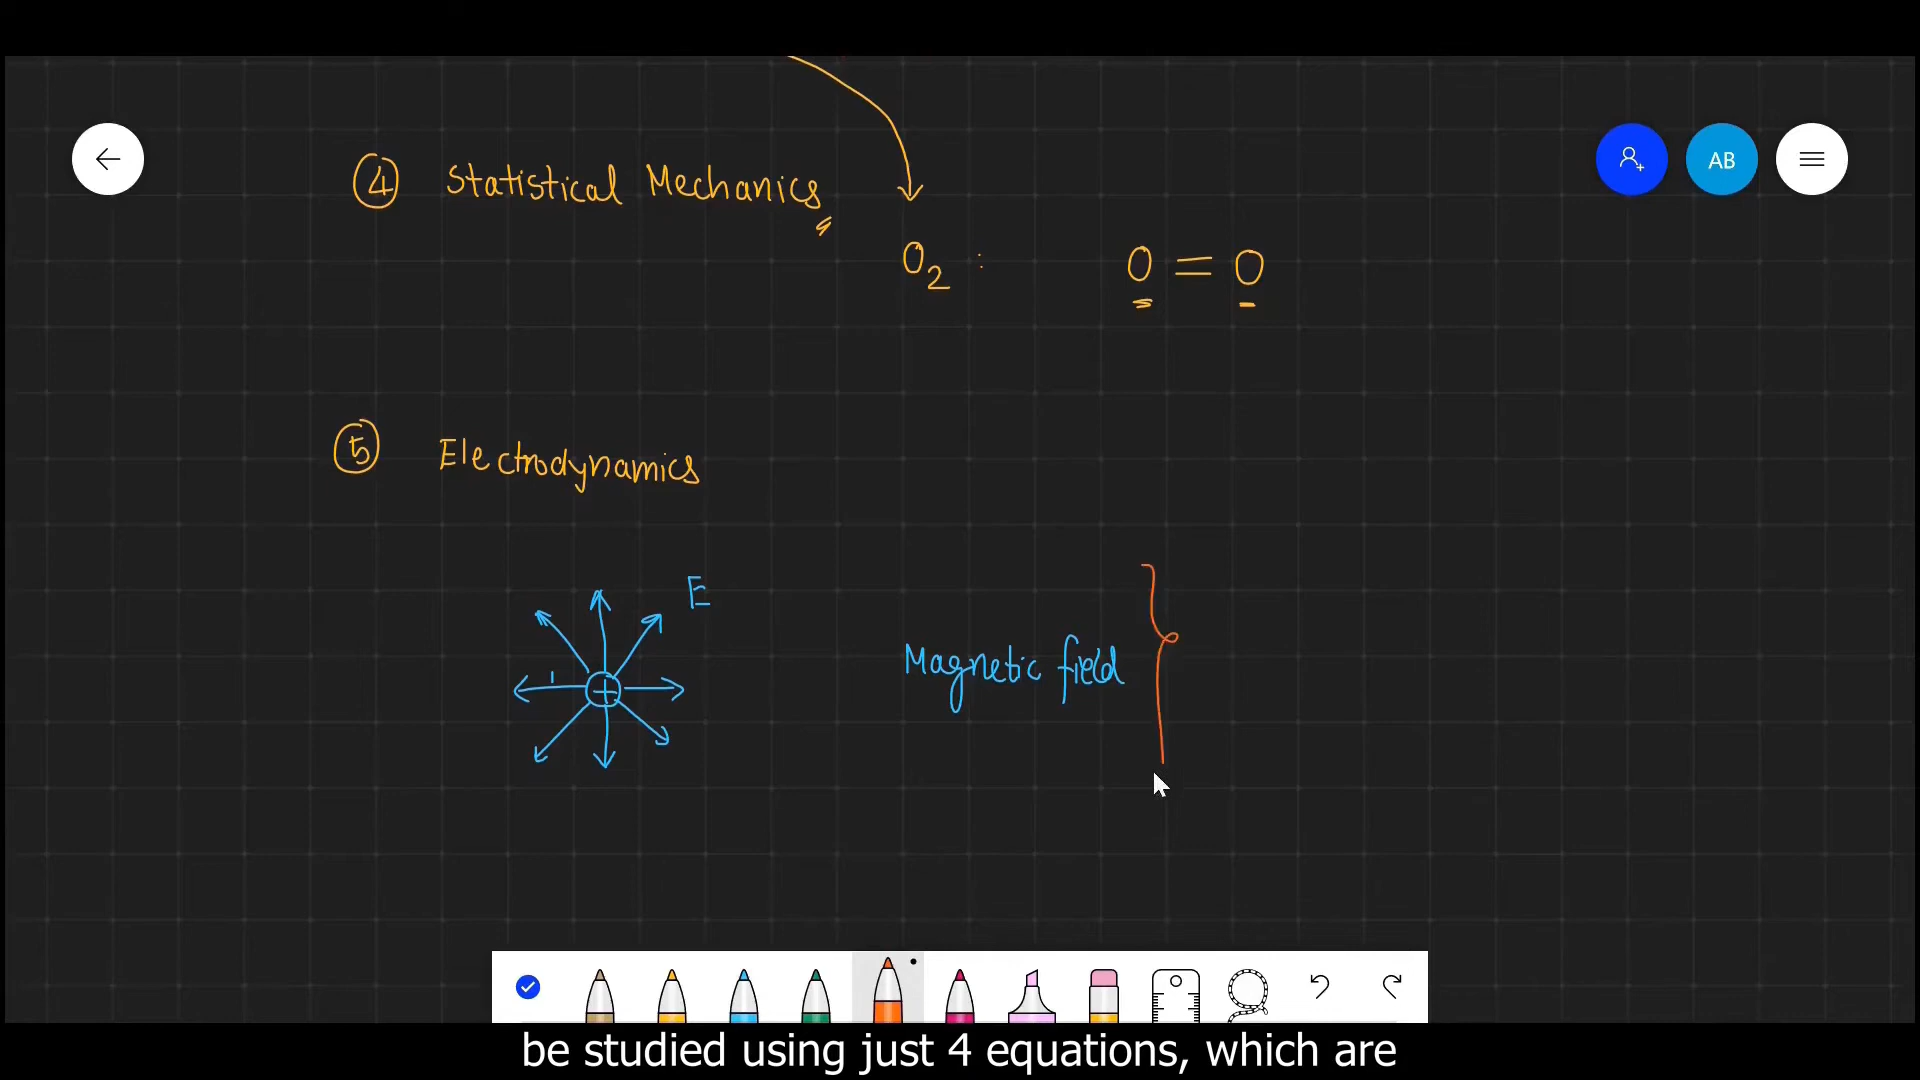 AB
④ Statistical Mechanics
O₂ : O = O
⑤ Electrodynamics
E
+
Magnetic field
be studied using just 4 equations, which are